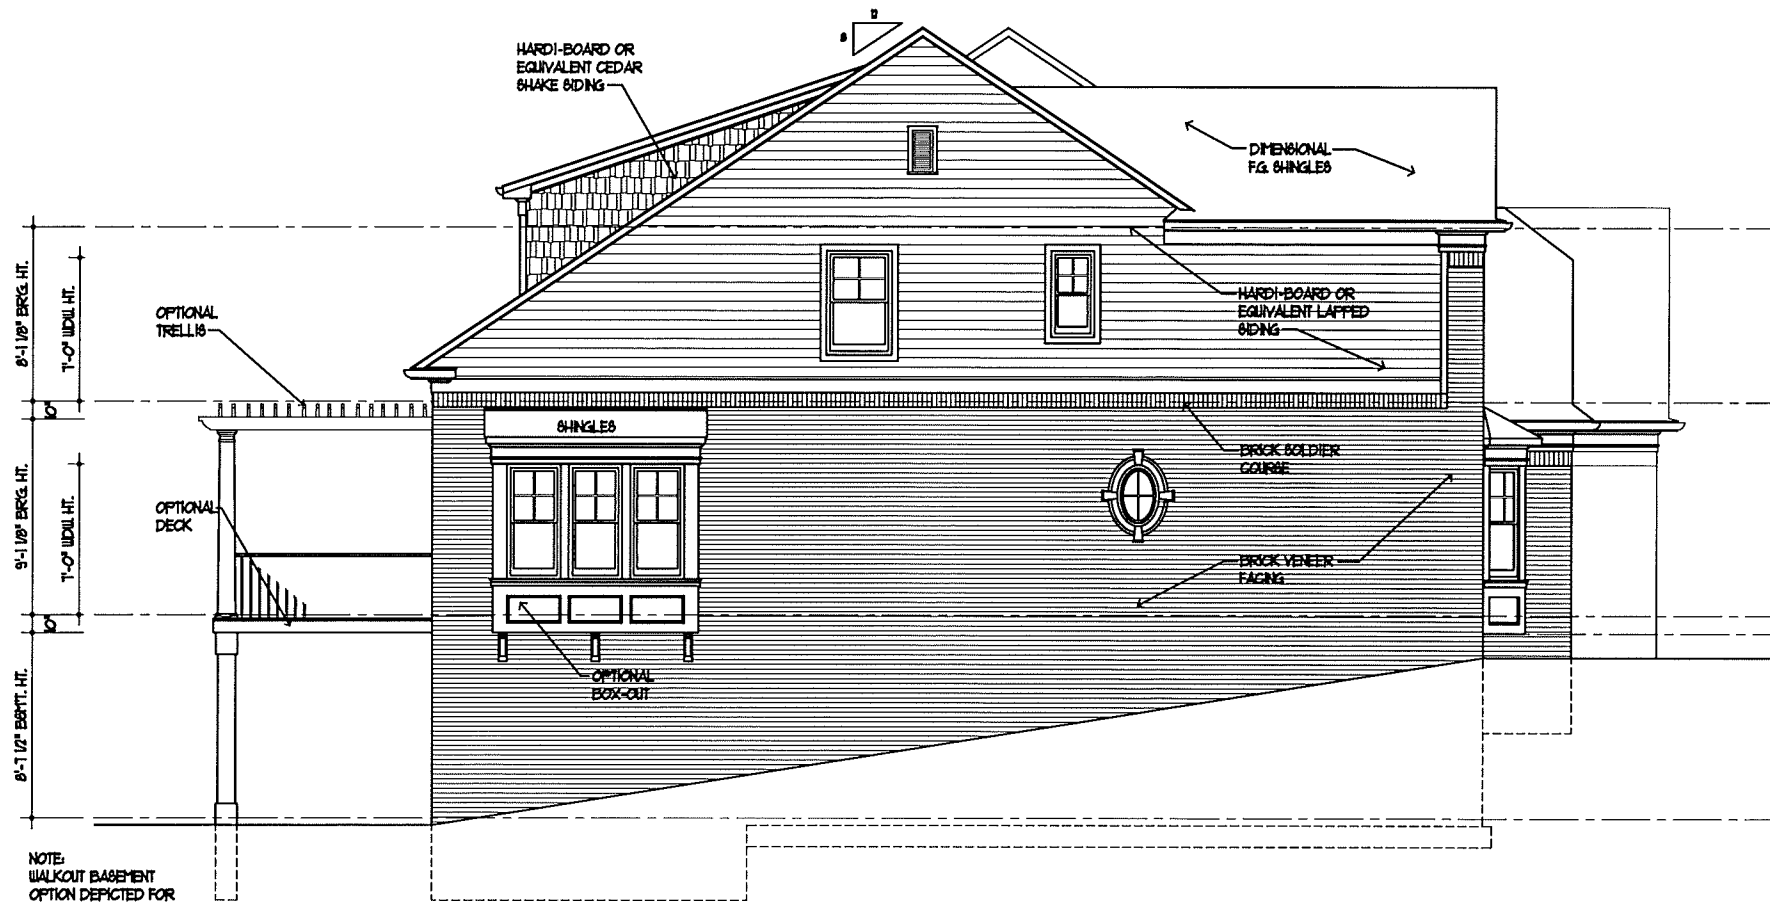 12
8
HARDI-BOARD OR
EQUIVALENT CEDAR
SHAKE SIDING
DIMENSIONAL
F.G. SHINGLES
HARDI-BOARD OR
EQUIVALENT LAPPED
SIDING
OPTIONAL
TRELLIS
SHINGLES
BRICK SOLDIER
COURSE
OPTIONAL
DECK
BRICK VENEER
FACING
OPTIONAL
BOX-OUT
8'-1 1/8" BRG. HT.
7'-0" WDW. HT.
10"
9'-1 1/8" BRG. HT.
7'-0" WDW. HT.
10"
8'-7 1/2" BSMT. HT.
NOTE:
WALKOUT BASEMENT
OPTION DEPICTED FOR